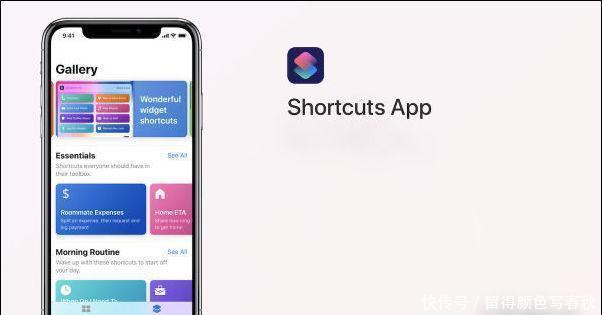 9:41
Gallery
Wonderful
widget
shortcuts
Essentials
See All
Shortcuts everyone should have in
their toolbox.
Roommate Expenses
Split an expense, then request and
log payment
Home ETA
Share how long
to get home
Morning Routine
See All
Wake up with these shortcuts to start off
your day.
When Do I Need To
Shortcuts App
快传号 / 留得颜色写春秋